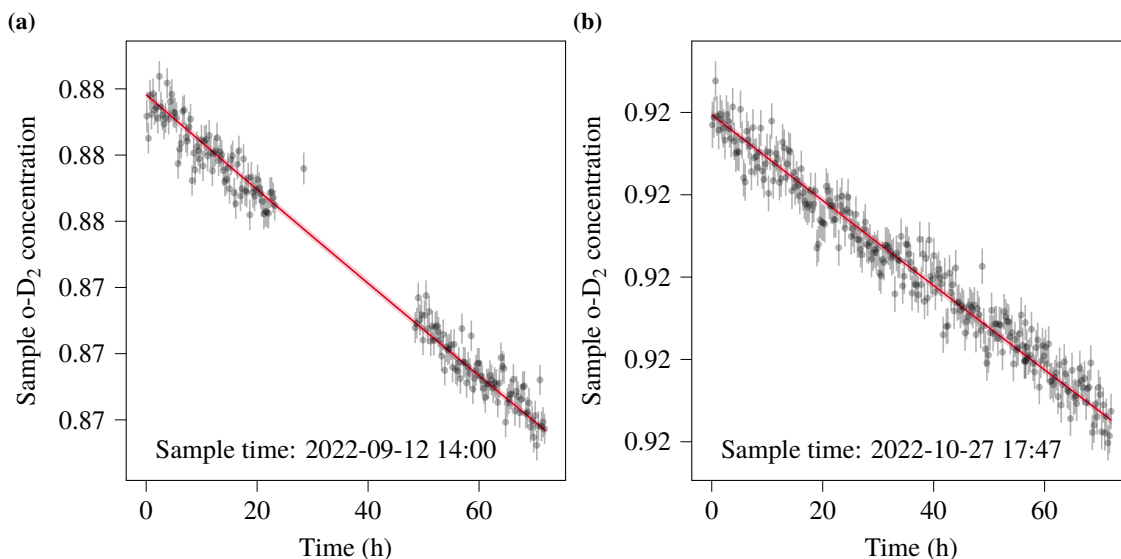 (a)
Sample o-D₂ concentration
0.88
0.88
0.88
0.87
0.87
0.87
Sample time: 2022-09-12 14:00
0 20 40 60
Time (h)
(b)
Sample o-D₂ concentration
0.92
0.92
0.92
0.92
0.92
Sample time: 2022-10-27 17:47
0 20 40 60
Time (h)